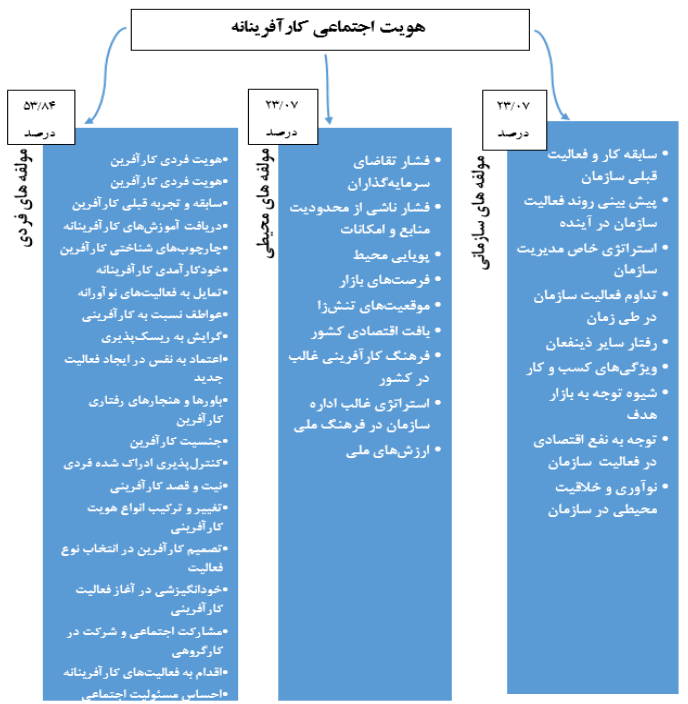 هویت اجتماعی کارآفرینانه
۲۳/۰۷
درصد
مولفه های سازمانی
• سابقه کار و فعالیت
قبلی سازمان
• پیش بینی روند فعالیت
سازمان در آینده
• استراتژی خاص مدیریت
سازمان
• تداوم فعالیت سازمان
در طی زمان
• رفتار سایر ذینفعان
• ویژگی‌های کسب و کار
• شیوه توجه به بازار
هدف
• توجه به نفع اقتصادی
در فعالیت سازمان
• نوآوری و خلاقیت
محیطی در سازمان
۲۳/۰۷
درصد
مولفه های محیطی
• فشار تقاضای
سرمایه‌گذاران
• فشار ناشی از محدودیت
منابع و امکانات
• پویایی محیط
• فرصت‌های بازار
• موقعیت‌های تنش‌زا
• بافت اقتصادی کشور
• فرهنگ کارآفرینی غالب
در کشور
• استراتژی غالب اداره
سازمان در فرهنگ ملی
• ارزش‌های ملی
۵۳/۸۴
درصد
مولفه های فردی
•هویت فردی کارآفرین
•هویت فردی کارآفرین
•سابقه و تجربه قبلی کارآفرین
•دریافت آموزش‌های کارآفرینانه
•چارچوب‌های شناختی کارآفرین
•خودکارآمدی کارآفرینانه
•تمایل به فعالیت‌های نوآورانه
•عواطف نسبت به کارآفرینی
•گرایش به ریسک‌پذیری
•اعتماد به نفس در ایجاد فعالیت
جدید
•باورها و هنجارهای رفتاری
کارآفرین
•جنسیت کارآفرین
•کنترل‌پذیری ادراک شده فردی
•نیت و قصد کارآفرینی
•تغییر و ترکیب انواع هویت
کارآفرینی
•تصمیم کارآفرین در انتخاب نوع
فعالیت
•خودانگیزشی در آغاز فعالیت
کارآفرینی
•مشارکت اجتماعی و شرکت در
کارگروهی
•اقدام به فعالیت‌های کارآفرینانه
•احساس مسئولیت اجتماعی